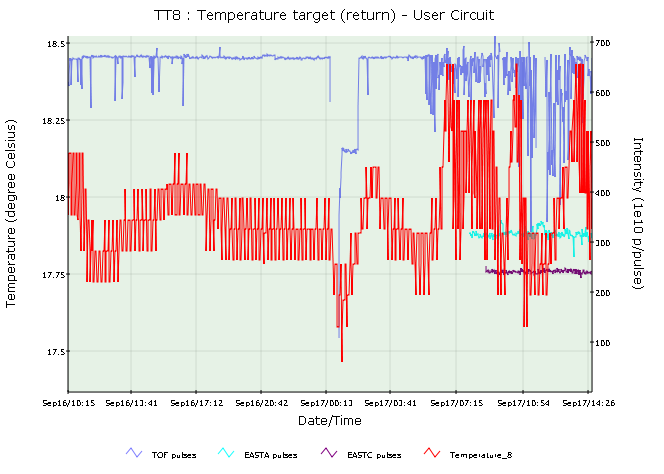 TT8 : Temperature target (return) - User Circuit
18.5
18.25
18
17.75
17.5
700
600
500
400
300
200
100
Temperature (degree Celsius)
Intensity (1e10 p/pulse)
Sep16/10:15 Sep16/13:41 Sep16/17:12 Sep16/20:42 Sep17/00:13 Sep17/03:41 Sep17/07:15 Sep17/10:54 Sep17/14:26
Date/Time
TOF pulses EASTA pulses EASTC pulses Temperature_8